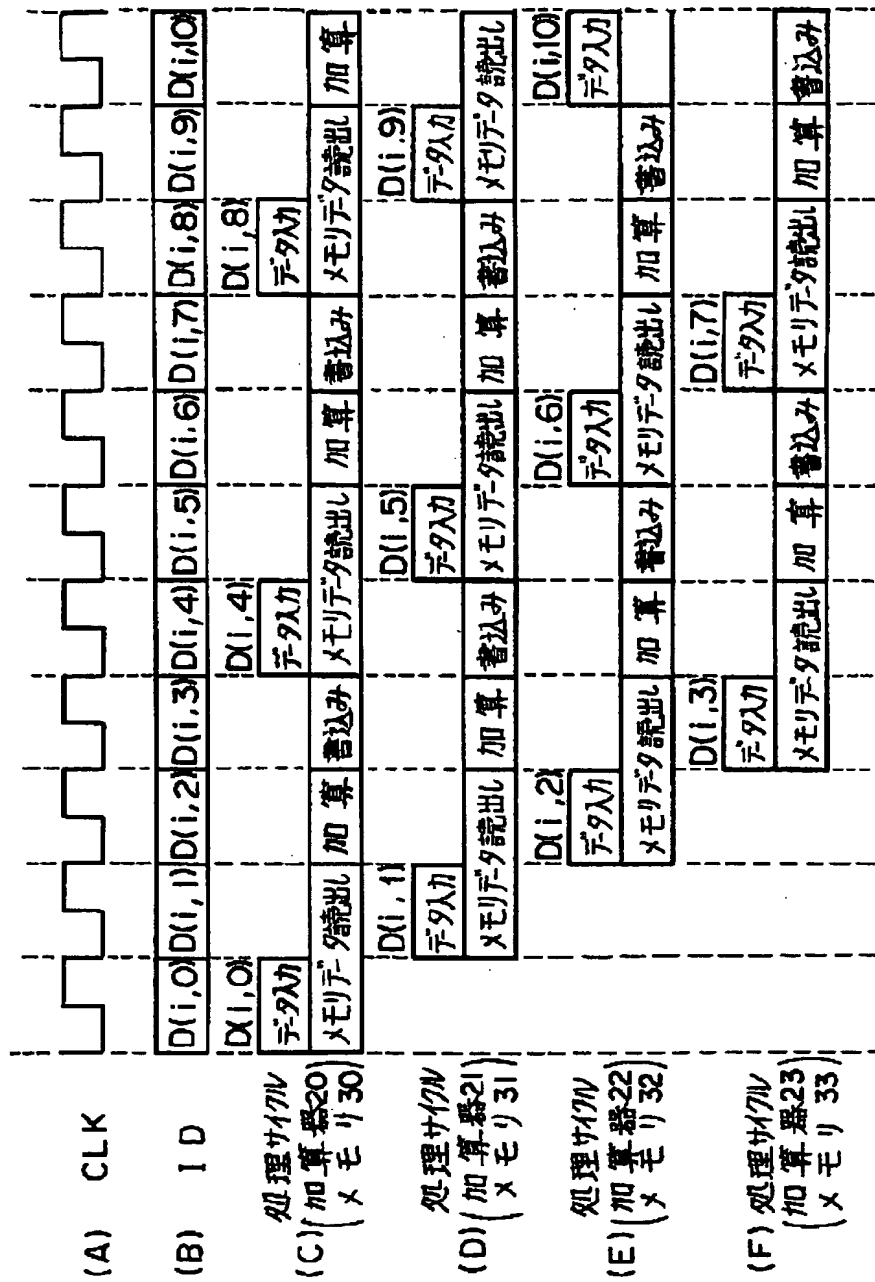 (A) CLK
(B) ID
D(i,0) D(i,1) D(i,2) D(i,3) D(i,4) D(i,5) D(i,6) D(i,7) D(i,8) D(i,9) D(i,10)
処理サイクル
(C) (加算器20)
(メモリ30)
D(i,0) D(i,4) D(i,8)
データ入力 データ入力 データ入力
メモリデータ読出し 加算 書込み メモリデータ読出し 加算 書込み メモリデータ読出し 加算
処理サイクル
(D) (加算器21)
(メモリ31)
D(i,1) D(i,5) D(i,9)
データ入力 データ入力 データ入力
メモリデータ読出し 加算 書込み メモリデータ読出し 加算 書込み メモリデータ読出し
処理サイクル
(E) (加算器22)
(メモリ32)
D(i,2) D(i,6) D(i,10)
データ入力 データ入力 データ入力
メモリデータ読出し 加算 書込み メモリデータ読出し 加算 書込み
(F) 処理サイクル
(加算器23)
(メモリ33)
D(i,3) D(i,7)
データ入力 データ入力
メモリデータ読出し 加算 書込み メモリデータ読出し 加算 書込み